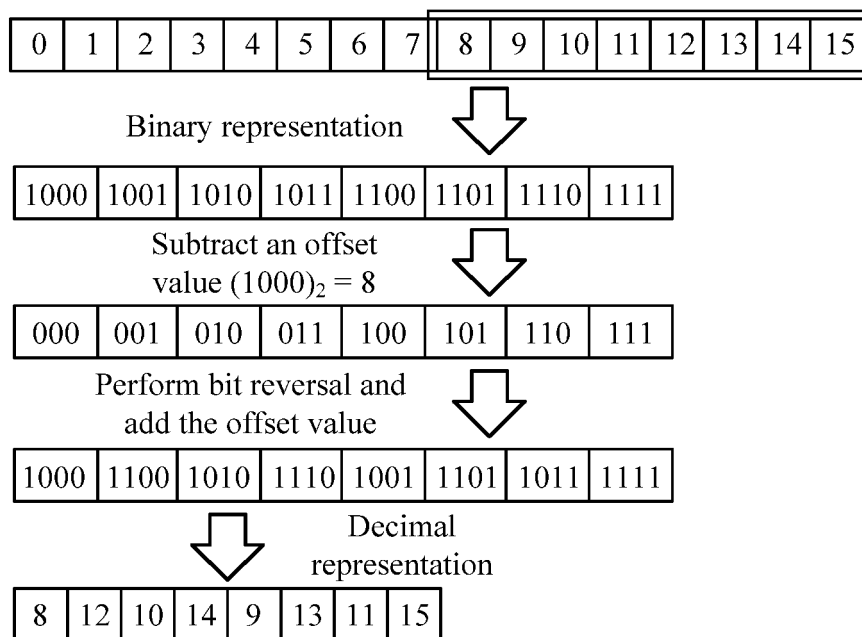 0 1 2 3 4 5 6 7 8 9 10 11 12 13 14 15
Binary representation
1000 1001 1010 1011 1100 1101 1110 1111
Subtract an offset
value (1000)₂ = 8
000 001 010 011 100 101 110 111
Perform bit reversal and
add the offset value
1000 1100 1010 1110 1001 1101 1011 1111
Decimal
representation
8 12 10 14 9 13 11 15